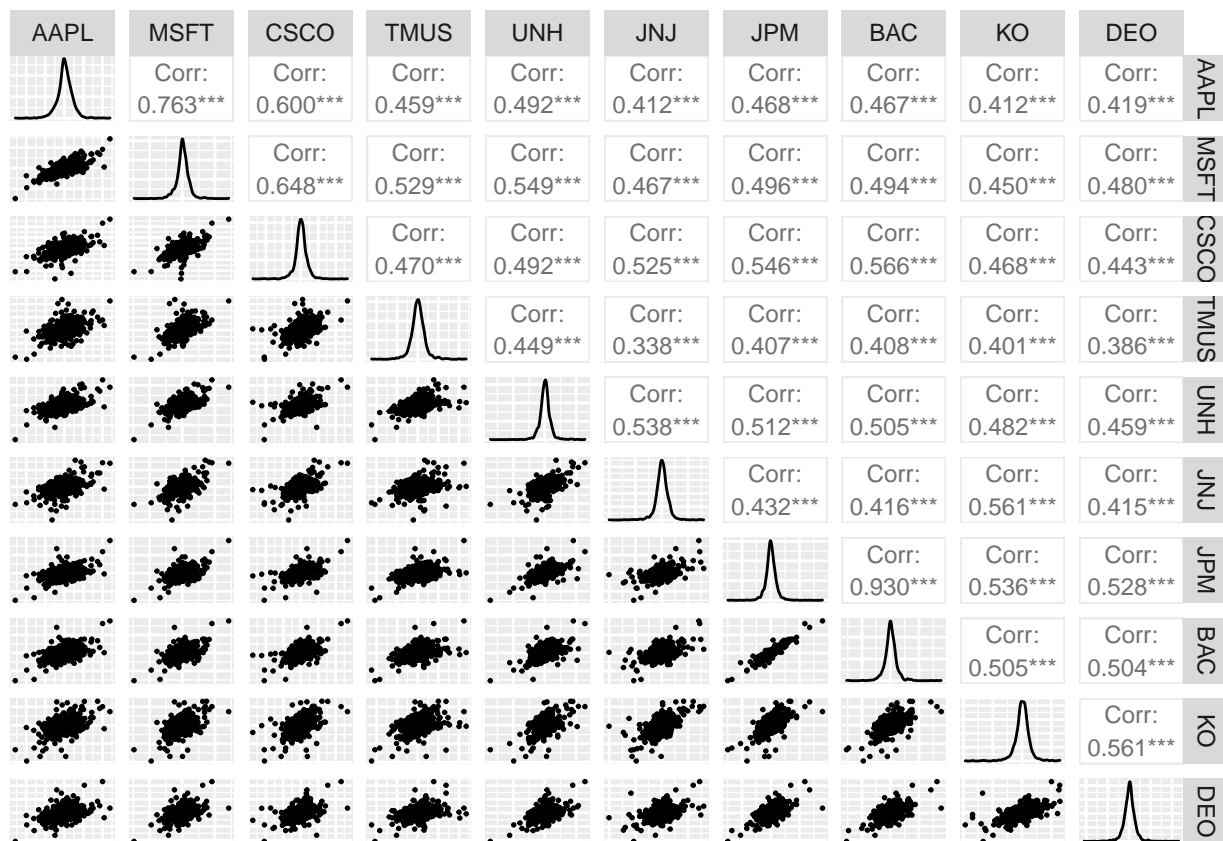 AAPL MSFT CSCO TMUS UNH JNJ JPM BAC KO DEO
Corr: Corr: Corr: Corr: Corr: Corr: Corr: Corr: Corr: AAPL
0.763*** 0.600*** 0.459*** 0.492*** 0.412*** 0.468*** 0.467*** 0.412*** 0.419***
Corr: Corr: Corr: Corr: Corr: Corr: Corr: Corr: MSFT
0.648*** 0.529*** 0.549*** 0.467*** 0.496*** 0.494*** 0.450*** 0.480***
Corr: Corr: Corr: Corr: Corr: Corr: Corr: CSCO
0.470*** 0.492*** 0.525*** 0.546*** 0.566*** 0.468*** 0.443***
Corr: Corr: Corr: Corr: Corr: Corr: TMUS
0.449*** 0.338*** 0.407*** 0.408*** 0.401*** 0.386***
Corr: Corr: Corr: Corr: Corr: UNH
0.538*** 0.512*** 0.505*** 0.482*** 0.459***
Corr: Corr: Corr: Corr: JNJ
0.432*** 0.416*** 0.561*** 0.415***
Corr: Corr: Corr: JPM
0.930*** 0.536*** 0.528***
Corr: Corr: BAC
0.505*** 0.504***
Corr: KO
0.561***
DEO